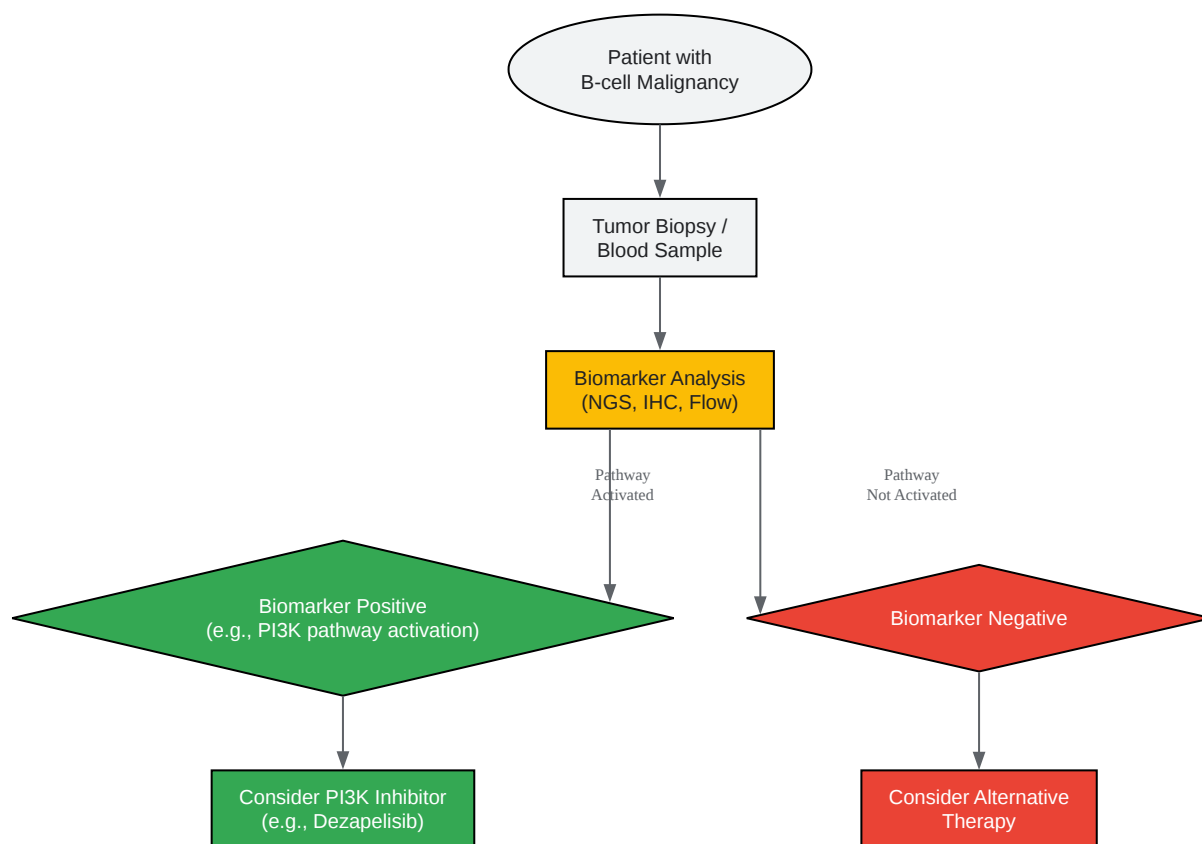 Patient with
B-cell Malignancy
Tumor Biopsy /
Blood Sample
Biomarker Analysis
(NGS, IHC, Flow)
Pathway
Activated
Pathway
Not Activated
Biomarker Positive
(e.g., PI3K pathway activation)
Biomarker Negative
Consider PI3K Inhibitor
(e.g., Dezapelisib)
Consider Alternative
Therapy